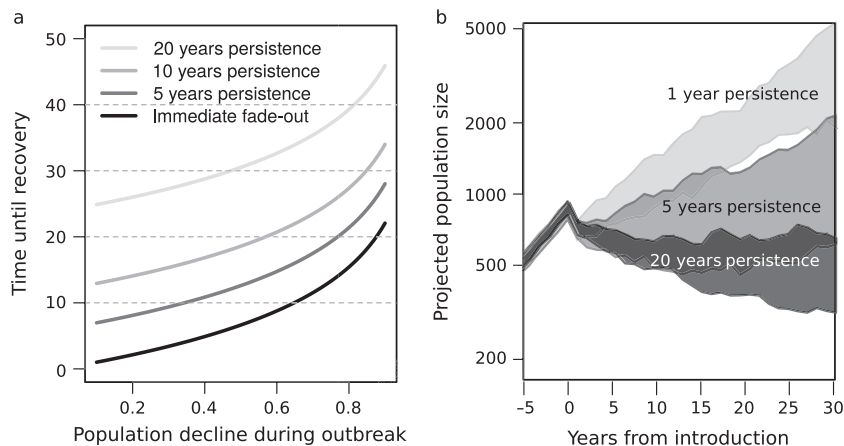 a
50
40
30
20
10
0
Time until recovery
20 years persistence
10 years persistence
5 years persistence
Immediate fade-out
0.2 0.4 0.6 0.8
Population decline during outbreak
b
5000
2000
1000
500
200
Projected population size
1 year persistence
5 years persistence
20 years persistence
−5 0 5 10 15 20 25 30
Years from introduction